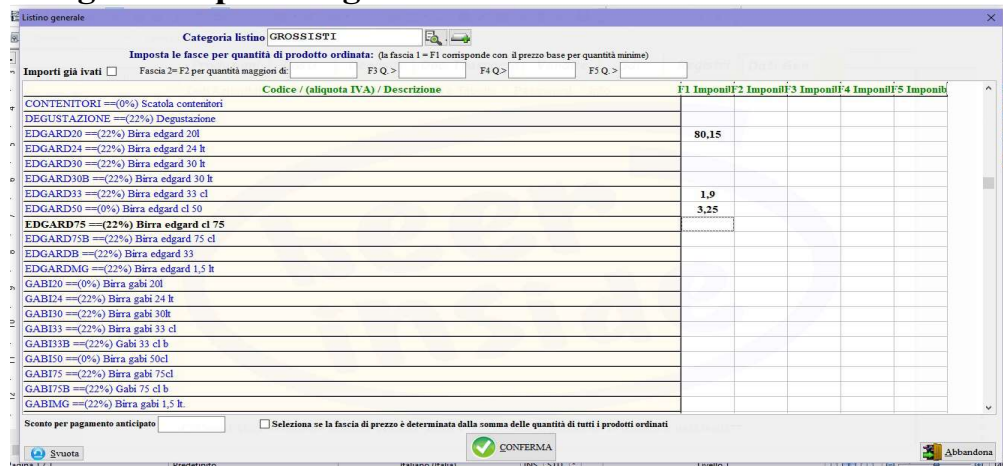 Listino generale
Categoria listino GROSSISTI
Imposta le fasce per quantità di prodotto ordinata: (la fascia 1 = F1 corrisponde con il prezzo base per quantità minime)
Importi già ivati Fascia 2= F2 per quantità maggiori di: F3 Q. > F4 Q.> F5 Q. >
Codice / (aliquota IVA) / Descrizione F1 Imponil F2 Imponil F3 Imponil F4 Imponil F5 Imponib
CONTENITORI ==(0%) Scatola contenitori
DEGUSTAZIONE ==(22%) Degustazione
EDGARD20 ==(22%) Birra edgard 20l 80,15
EDGARD24 ==(22%) Birra edgard 24 lt
EDGARD30 ==(22%) Birra edgard 30 lt
EDGARD30B ==(22%) Birra edgard 30 lt
EDGARD33 ==(22%) Birra edgard 33 cl 1,9
EDGARD50 ==(0%) Birra edgard cl 50 3,25
EDGARD75 ==(22%) Birra edgard cl 75
EDGARD75B ==(22%) Birra edgard 75 cl
EDGARDB ==(22%) Birra edgard 33
EDGARDMG ==(22%) Birra edgard 1,5 lt
GABI20 ==(0%) Birra gabi 20l
GABI24 ==(22%) Birra gabi 24 lt
GABI30 ==(22%) Birra gabi 30lt
GABI33 ==(22%) Birra gabi 33 cl
GABI33B ==(22%) Gabi 33 cl b
GABI50 ==(0%) Birra gabi 50cl
GABI75 ==(22%) Birra gabi 75cl
GABI75B ==(22%) Gabi 75 cl b
GABIMG ==(22%) Birra gabi 1,5 lt.
Sconto per pagamento anticipato Seleziona se la fascia di prezzo è determinata dalla somma delle quantità di tutti i prodotti ordinati
Svuota CONFERMA Abbandona